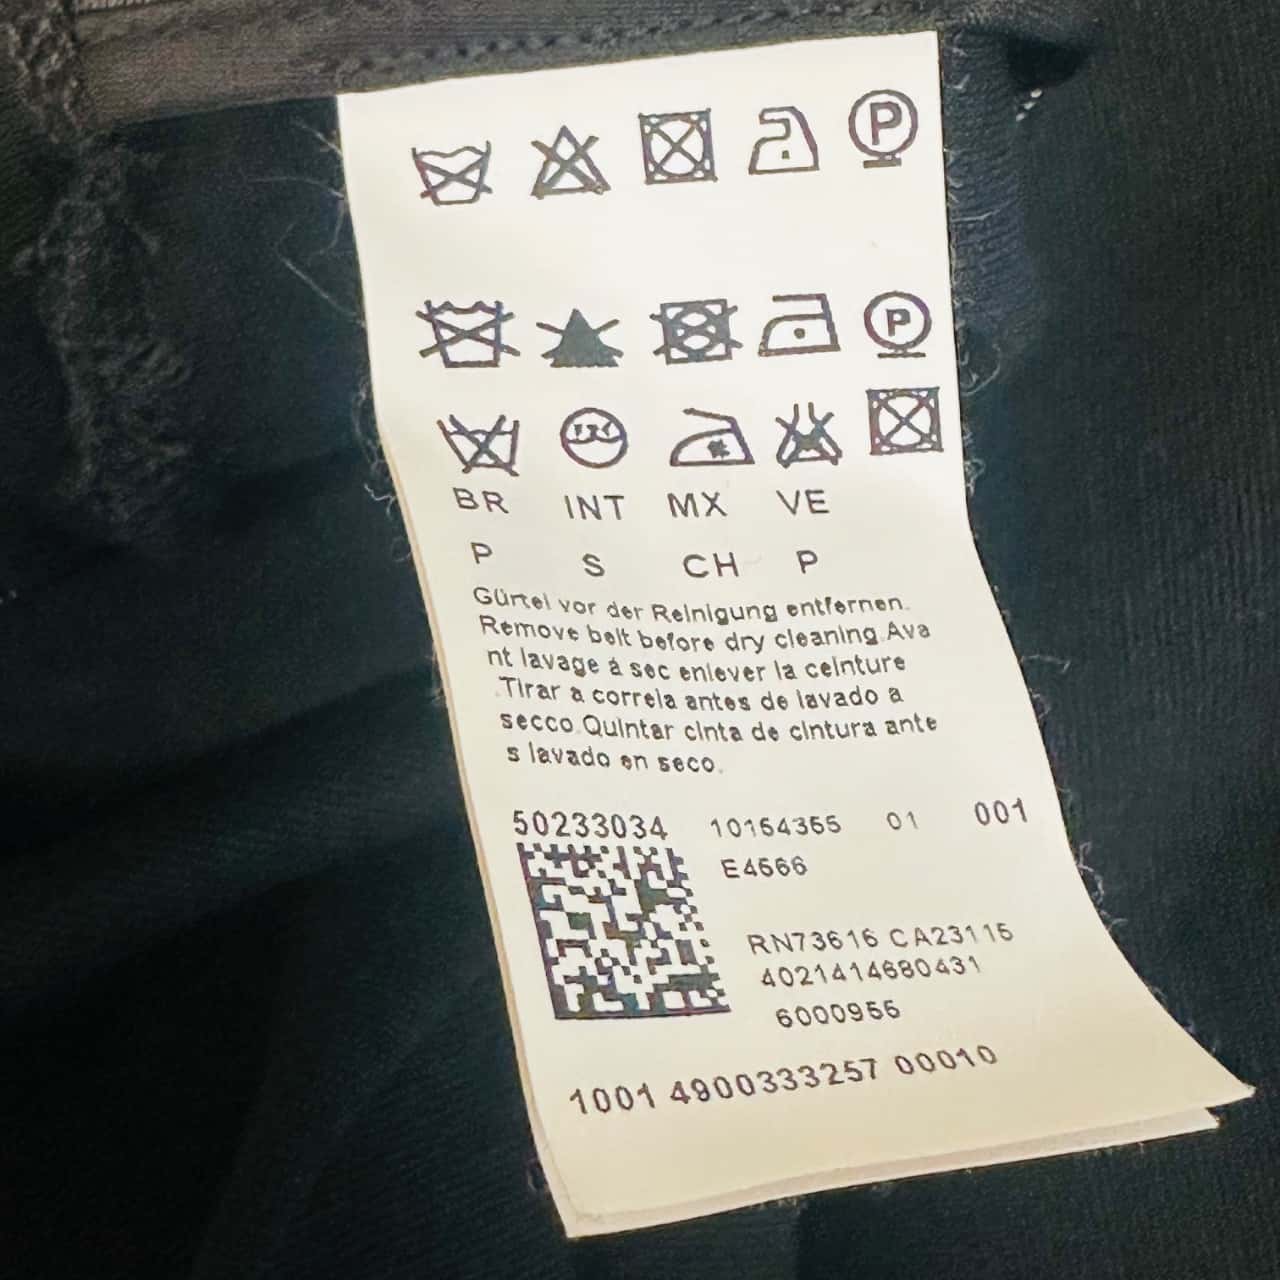 P
P
BR INT MX VE
P S CH P
Gürtel vor der Reinigung entfernen.
Remove belt before dry cleaning.Ava
nt lavage à sec enlever la ceinture
.Tirar a correia antes de lavado a
secco.Quintar cinta de cintura ante
s lavado en seco.
50233034 10164355 01 001
E4566
RN73616 CA23115
4021414680431
6000956
1001 4900333257 00010